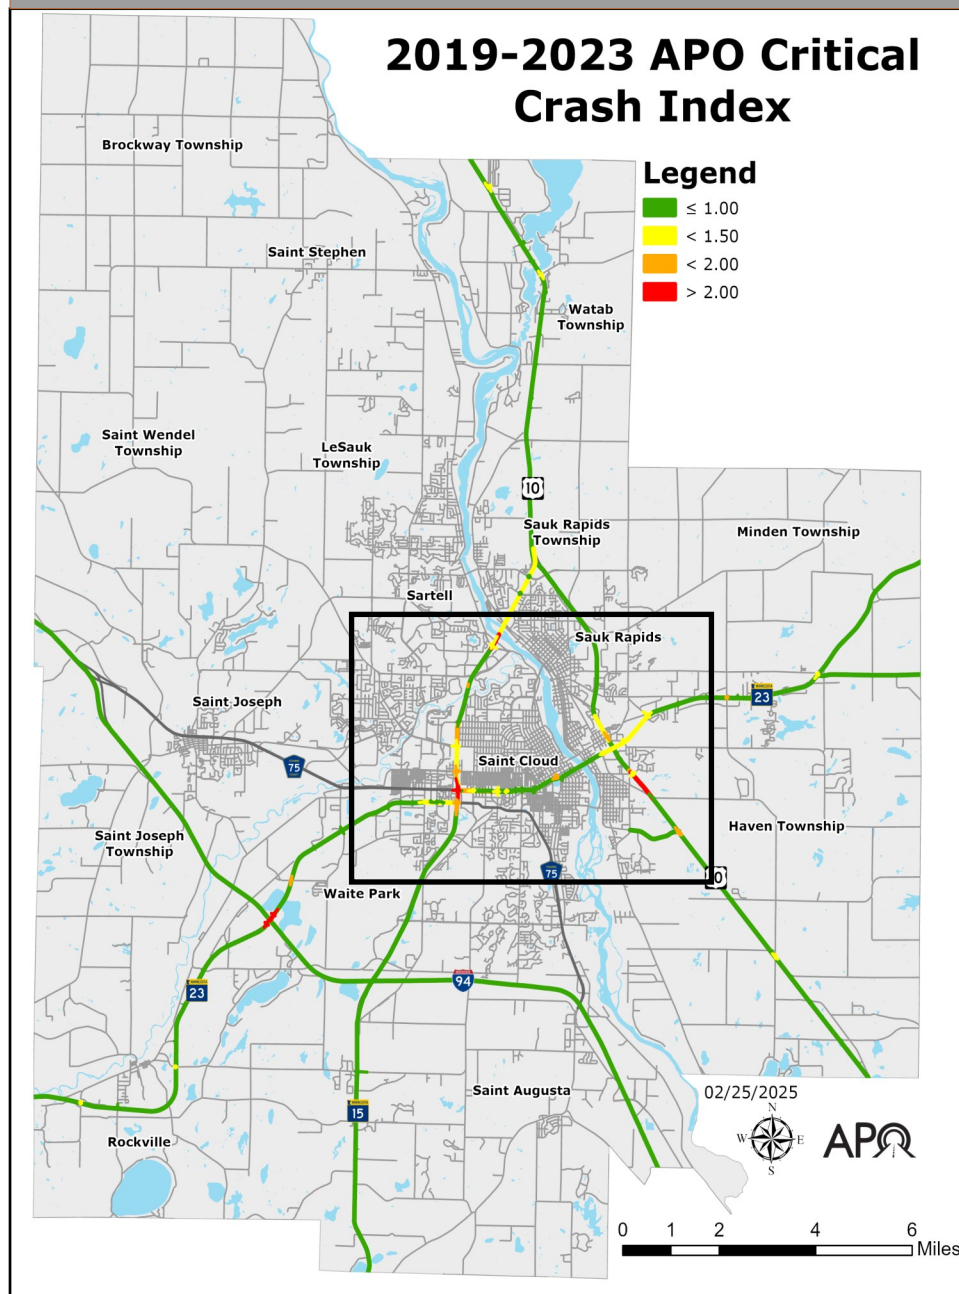 2019-2023 APO Critical
Crash Index
Legend
≤ 1.00
< 1.50
< 2.00
> 2.00
Brockway Township
Saint Stephen
Watab
Township
Saint Wendel
Township
LeSauk
Township
10
Sauk Rapids
Township
Minden Township
Sartell
Sauk Rapids
Saint Joseph
23
Saint Cloud
75
Saint Joseph
Township
Haven Township
75
0
Waite Park
94
23
Saint Augusta
02/25/2025
15
N
W E
S
APO
Rockville
0 1 2 4 6
Miles